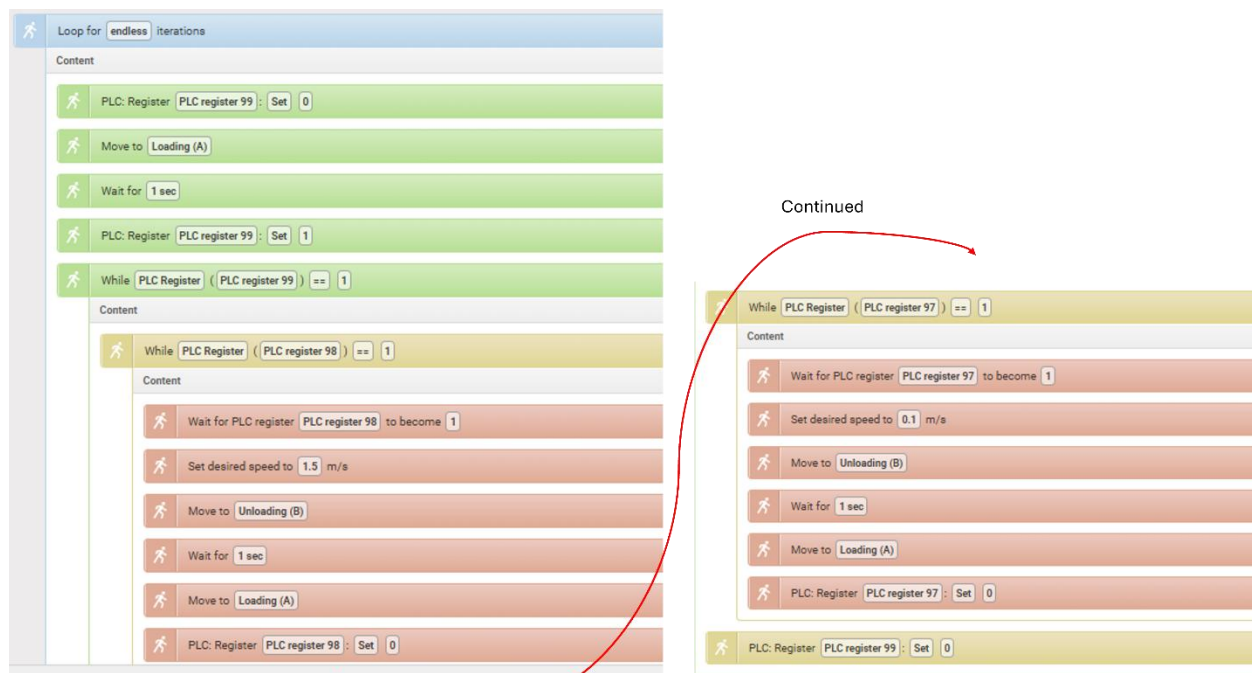 Loop for endless iterations
Content
PLC: Register PLC register 99 : Set 0
Move to Loading (A)
Wait for 1 sec
PLC: Register PLC register 99 : Set 1
While PLC Register ( PLC register 99 ) == 1
Content
While PLC Register ( PLC register 98 ) == 1
Content
Wait for PLC register PLC register 98 to become 1
Set desired speed to 1.5 m/s
Move to Unloading (B)
Wait for 1 sec
Move to Loading (A)
PLC: Register PLC register 98 : Set 0
Continued
While PLC Register ( PLC register 97 ) == 1
Content
Wait for PLC register PLC register 97 to become 1
Set desired speed to 0.1 m/s
Move to Unloading (B)
Wait for 1 sec
Move to Loading (A)
PLC: Register PLC register 97 : Set 0
PLC: Register PLC register 99 : Set 0